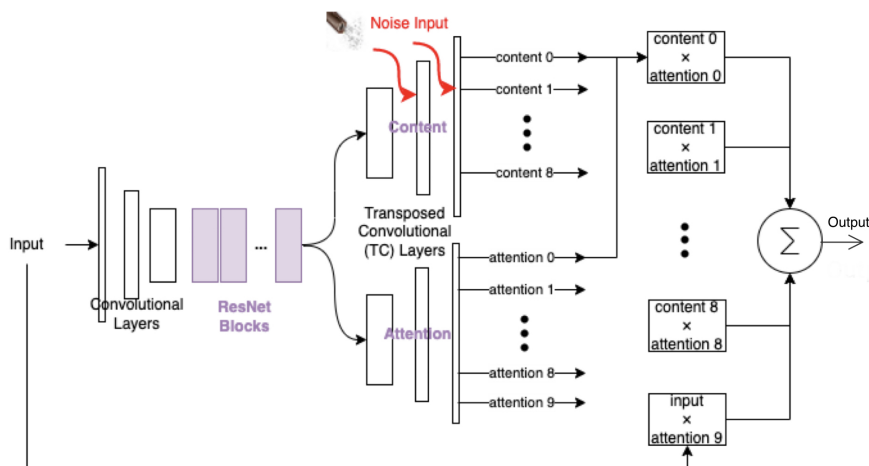 Noise Input
content 0
content 1
content 8
Content
Transposed
Convolutional
(TC) Layers
Input
Convolutional
Layers
...
ResNet
Blocks
attention 0
attention 1
Attention
attention 8
attention 9
content 0
×
attention 0
content 1
×
attention 1
content 8
×
attention 8
input
×
attention 9
Σ
Output